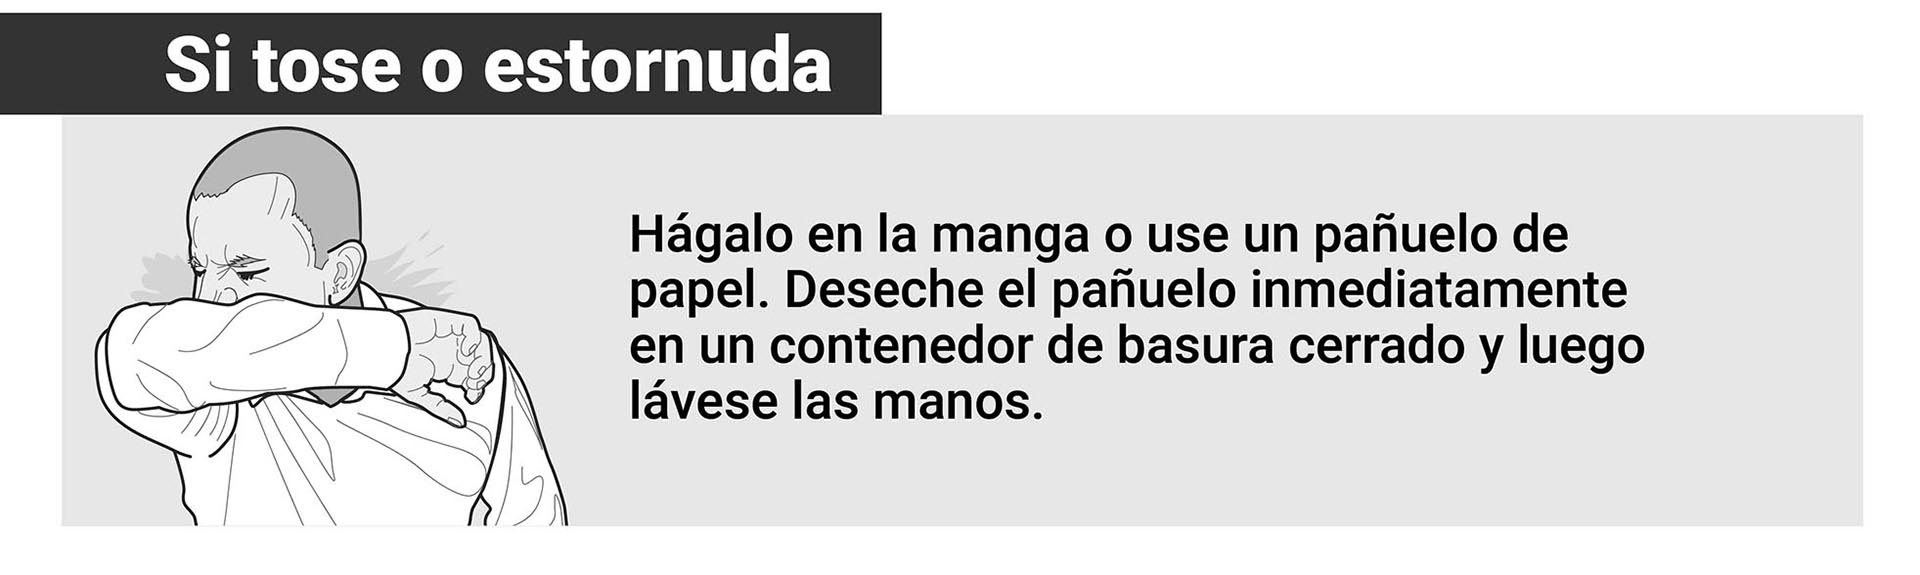 Si tose o estornuda
Hágalo en la manga o use un pañuelo de
papel. Deseche el pañuelo inmediatamente
en un contenedor de basura cerrado y luego
lávese las manos.